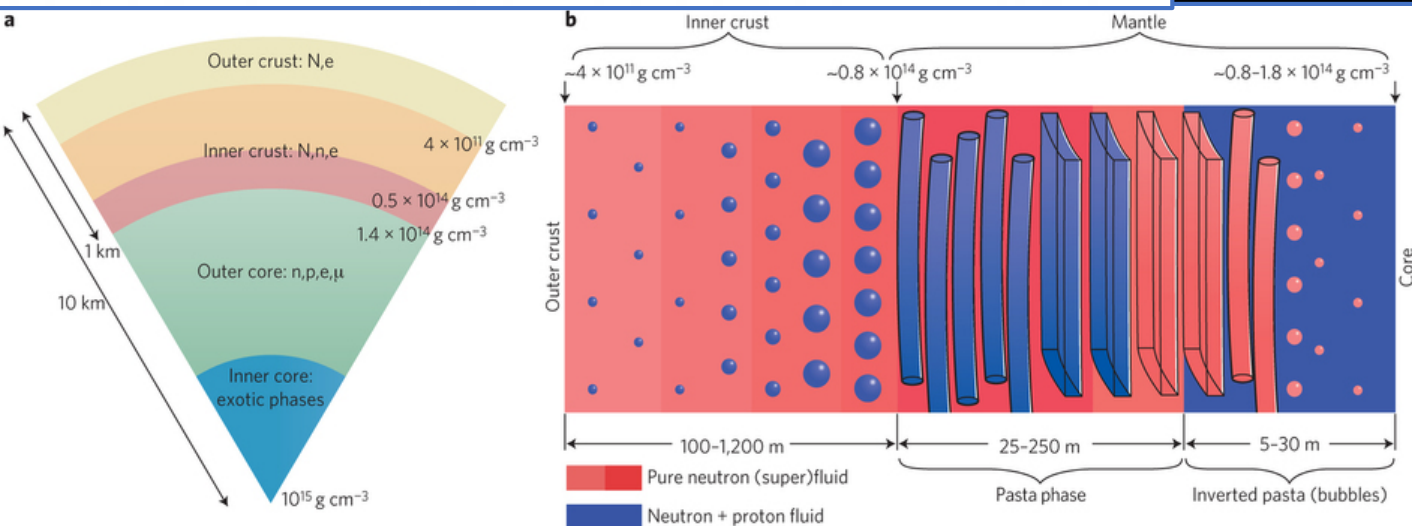 a
Outer crust: N,e
4 × 10¹¹ g cm⁻³
Inner crust: N,n,e
0.5 × 10¹⁴ g cm⁻³
1.4 × 10¹⁴ g cm⁻³
1 km
Outer core: n,p,e,μ
10 km
Inner core:
exotic phases
10¹⁵ g cm⁻³
b
Inner crust
Mantle
~4 × 10¹¹ g cm⁻³
~0.8 × 10¹⁴ g cm⁻³
~0.8–1.8 × 10¹⁴ g cm⁻³
Outer crust
Core
100–1,200 m
25–250 m
5–30 m
Pure neutron (super)fluid
Pasta phase
Inverted pasta (bubbles)
Neutron + proton fluid